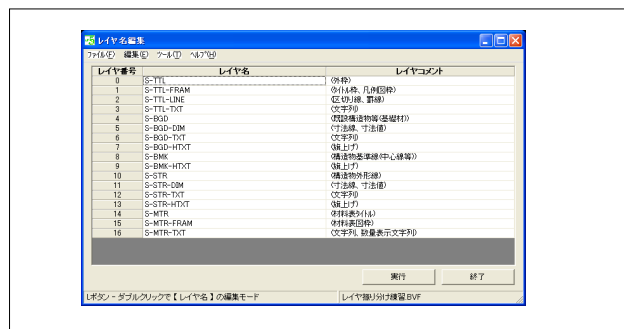 レイヤ名編集
ファイル(F) 編集(E) ツール(T) ヘルプ(H)
レイヤ番号 レイヤ名 レイヤコメント
0 S-TTL (外枠)
1 S-TTL-FRAM (タイトル枠、凡例図枠)
2 S-TTL-LINE (区切り線、罫線)
3 S-TTL-TXT (文字列)
4 S-BGD (既設構造物等(基礎材))
5 S-BGD-DIM (寸法線、寸法値)
6 S-BGD-TXT (文字列)
7 S-BGD-HTXT (旗上げ)
8 S-BMK (構造物基準線(中心線等))
9 S-BMK-HTXT (旗上げ)
10 S-STR (構造物外形線)
11 S-STR-DIM (寸法線、寸法値)
12 S-STR-TXT (文字列)
13 S-STR-HTXT (旗上げ)
14 S-MTR (材料表タイトル)
15 S-MTR-FRAM (材料表図枠)
16 S-MTR-TXT (文字列、数量表示文字列)
実行 終了
Lボタン - ダブルクリックで【レイヤ名】の編集モード レイヤ振り分け練習.BVF